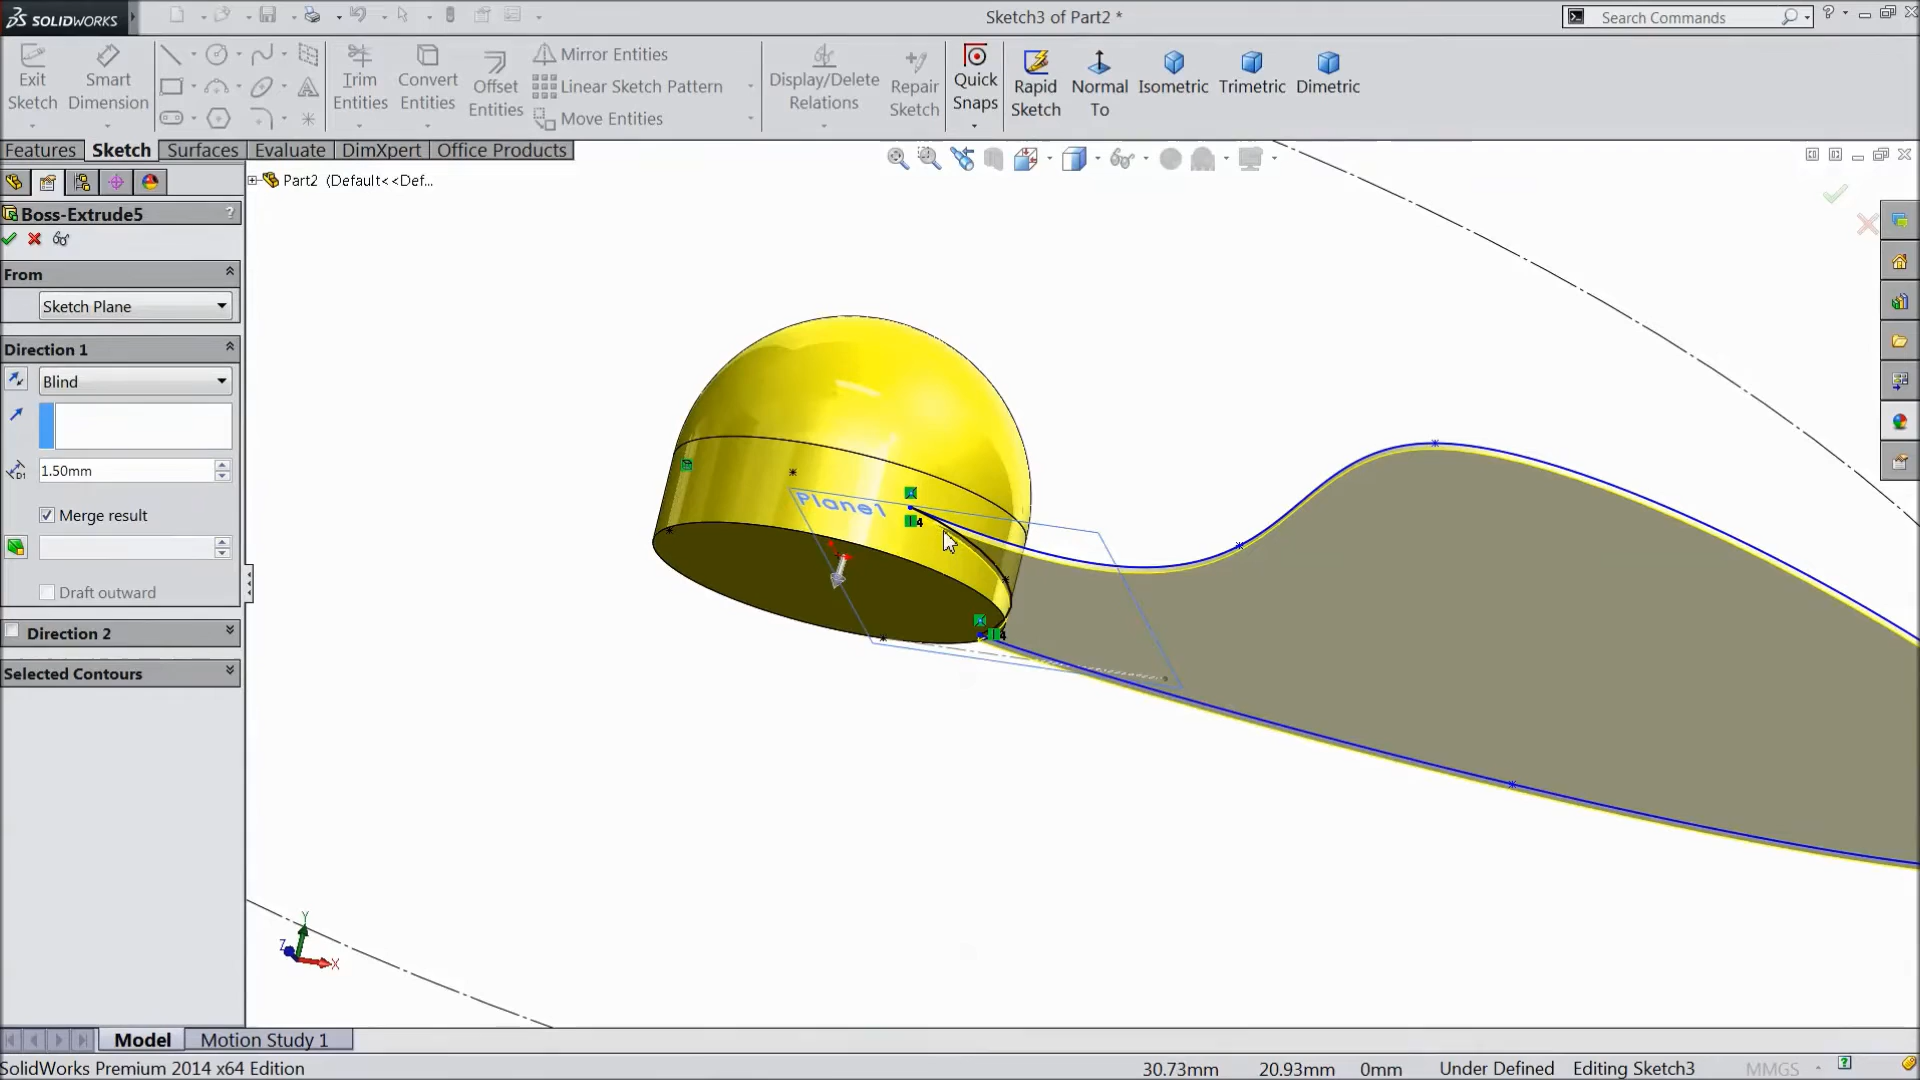 SOLIDWORKS
Sketch3 of Part2 *
Search Commands
?
Exit Sketch
Smart Dimension
Trim Entities
Convert Entities
Offset Entities
Mirror Entities
Linear Sketch Pattern
Move Entities
Display/Delete Relations
Repair Sketch
Quick Snaps
Rapid Sketch
Normal To
Isometric
Trimetric
Dimetric
Features
Sketch
Surfaces
Evaluate
DimXpert
Office Products
Part2 (Default<<Def...
Boss-Extrude5
?
From
Sketch Plane
Direction 1
Blind
D1
1.50mm
Merge result
Draft outward
Direction 2
Selected Contours
Plane1
4
4
Y
Z
X
Model
Motion Study 1
SolidWorks Premium 2014 x64 Edition
30.73mm
20.93mm
0mm
Under Defined
Editing Sketch3
MMGS
?